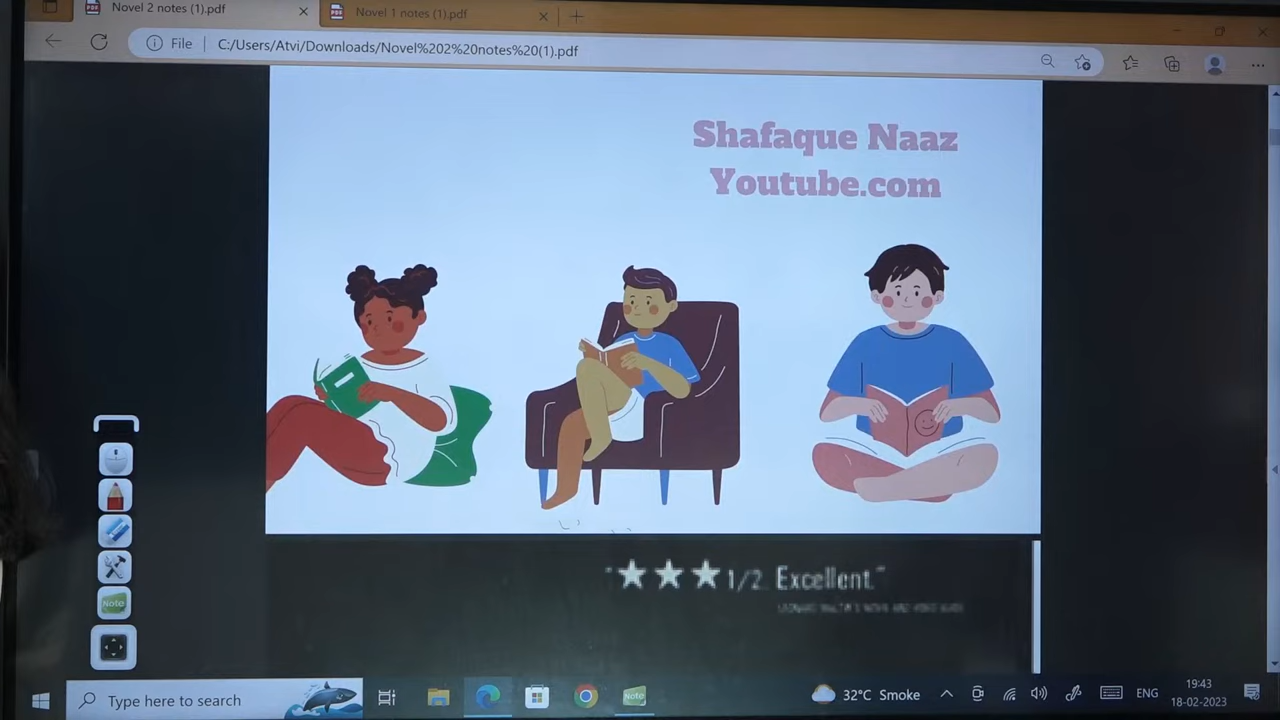 Novel 2 notes (1).pdf
Novel 1 notes (1).pdf
File
C:/Users/Atvi/Downloads/Novel%202%20notes%20(1).pdf
Shafaque Naaz
Youtube.com
"★★★1/2. Excellent."
Note
Type here to search
Note
32°C Smoke
ENG
19:43
18-02-2023